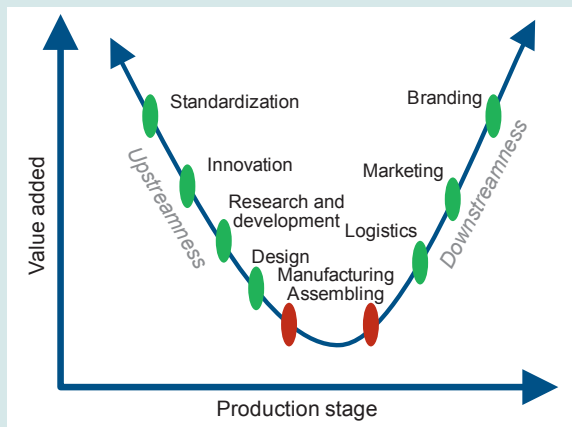 Standardization
Branding
Innovation
Marketing
Upstreamness
Downstreamness
Research and
development
Logistics
Design
Manufacturing
Assembling
Value added
Production stage